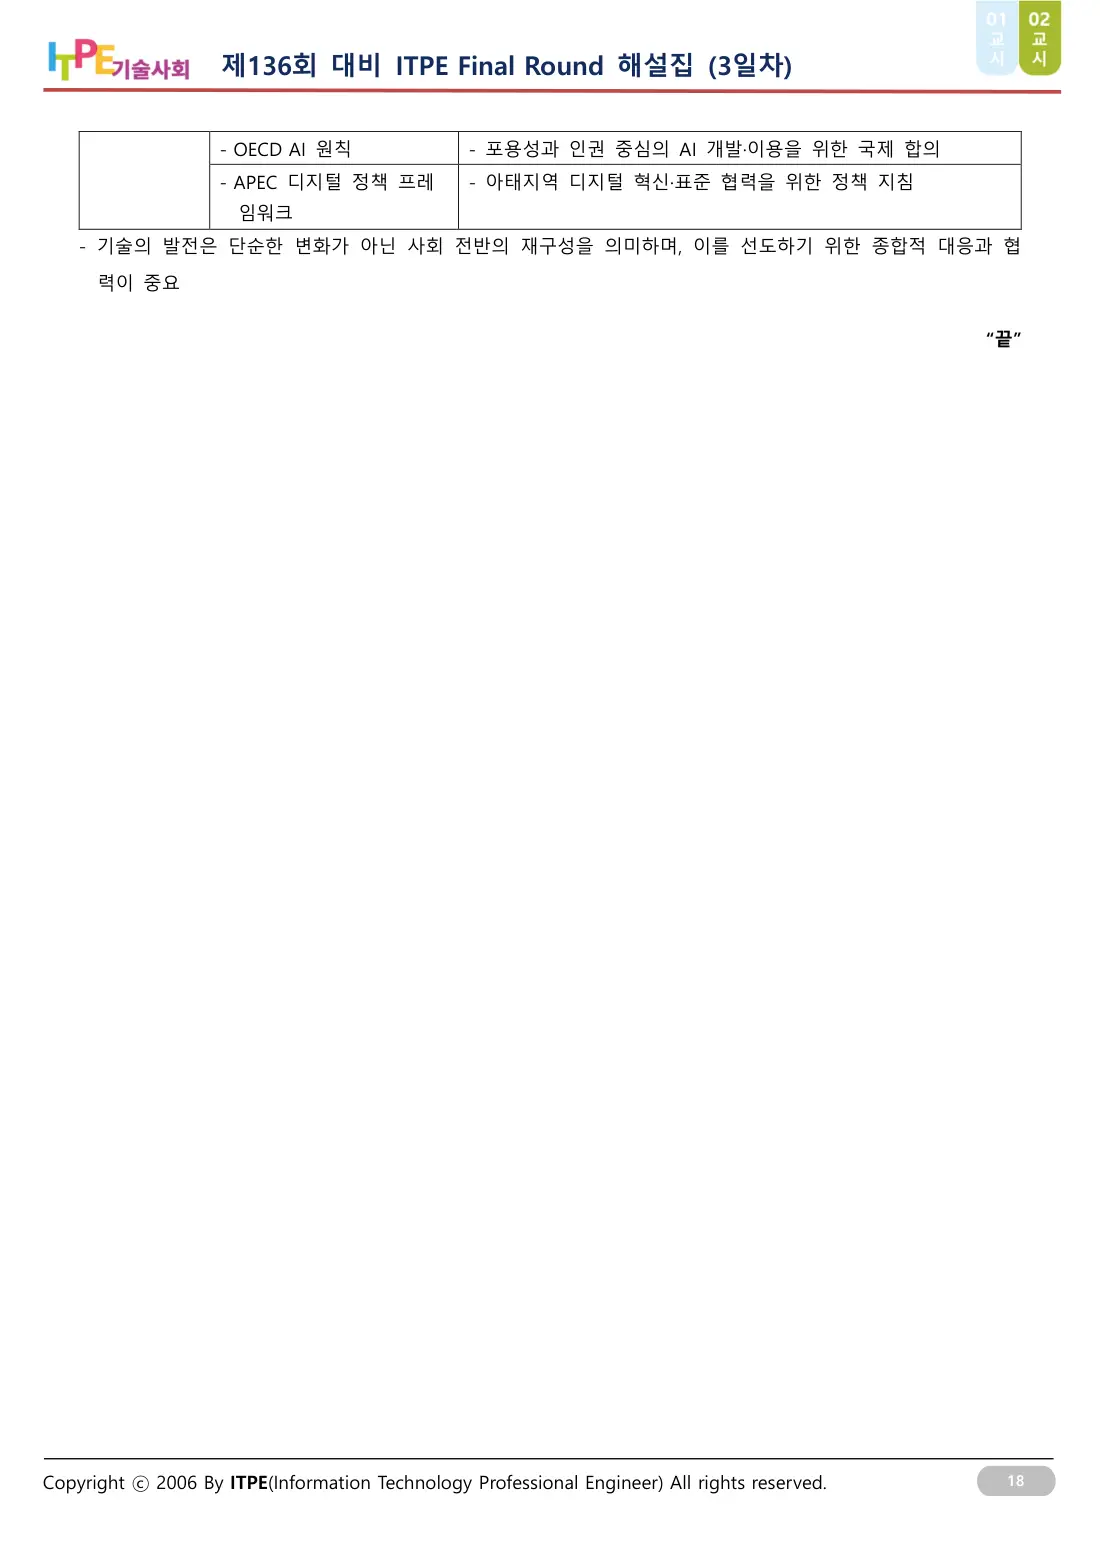 01
교
시
02
교
시
ITPE기술사회
제136회 대비 ITPE Final Round 해설집 (3일차)
- OECD AI 원칙
- 포용성과 인권 중심의 AI 개발·이용을 위한 국제 합의
- APEC 디지털 정책 프레
임워크
- 아태지역 디지털 혁신·표준 협력을 위한 정책 지침
- 기술의 발전은 단순한 변화가 아닌 사회 전반의 재구성을 의미하며, 이를 선도하기 위한 종합적 대응과 협
력이 중요
“끝”
Copyright ⓒ 2006 By ITPE(Information Technology Professional Engineer) All rights reserved.
18